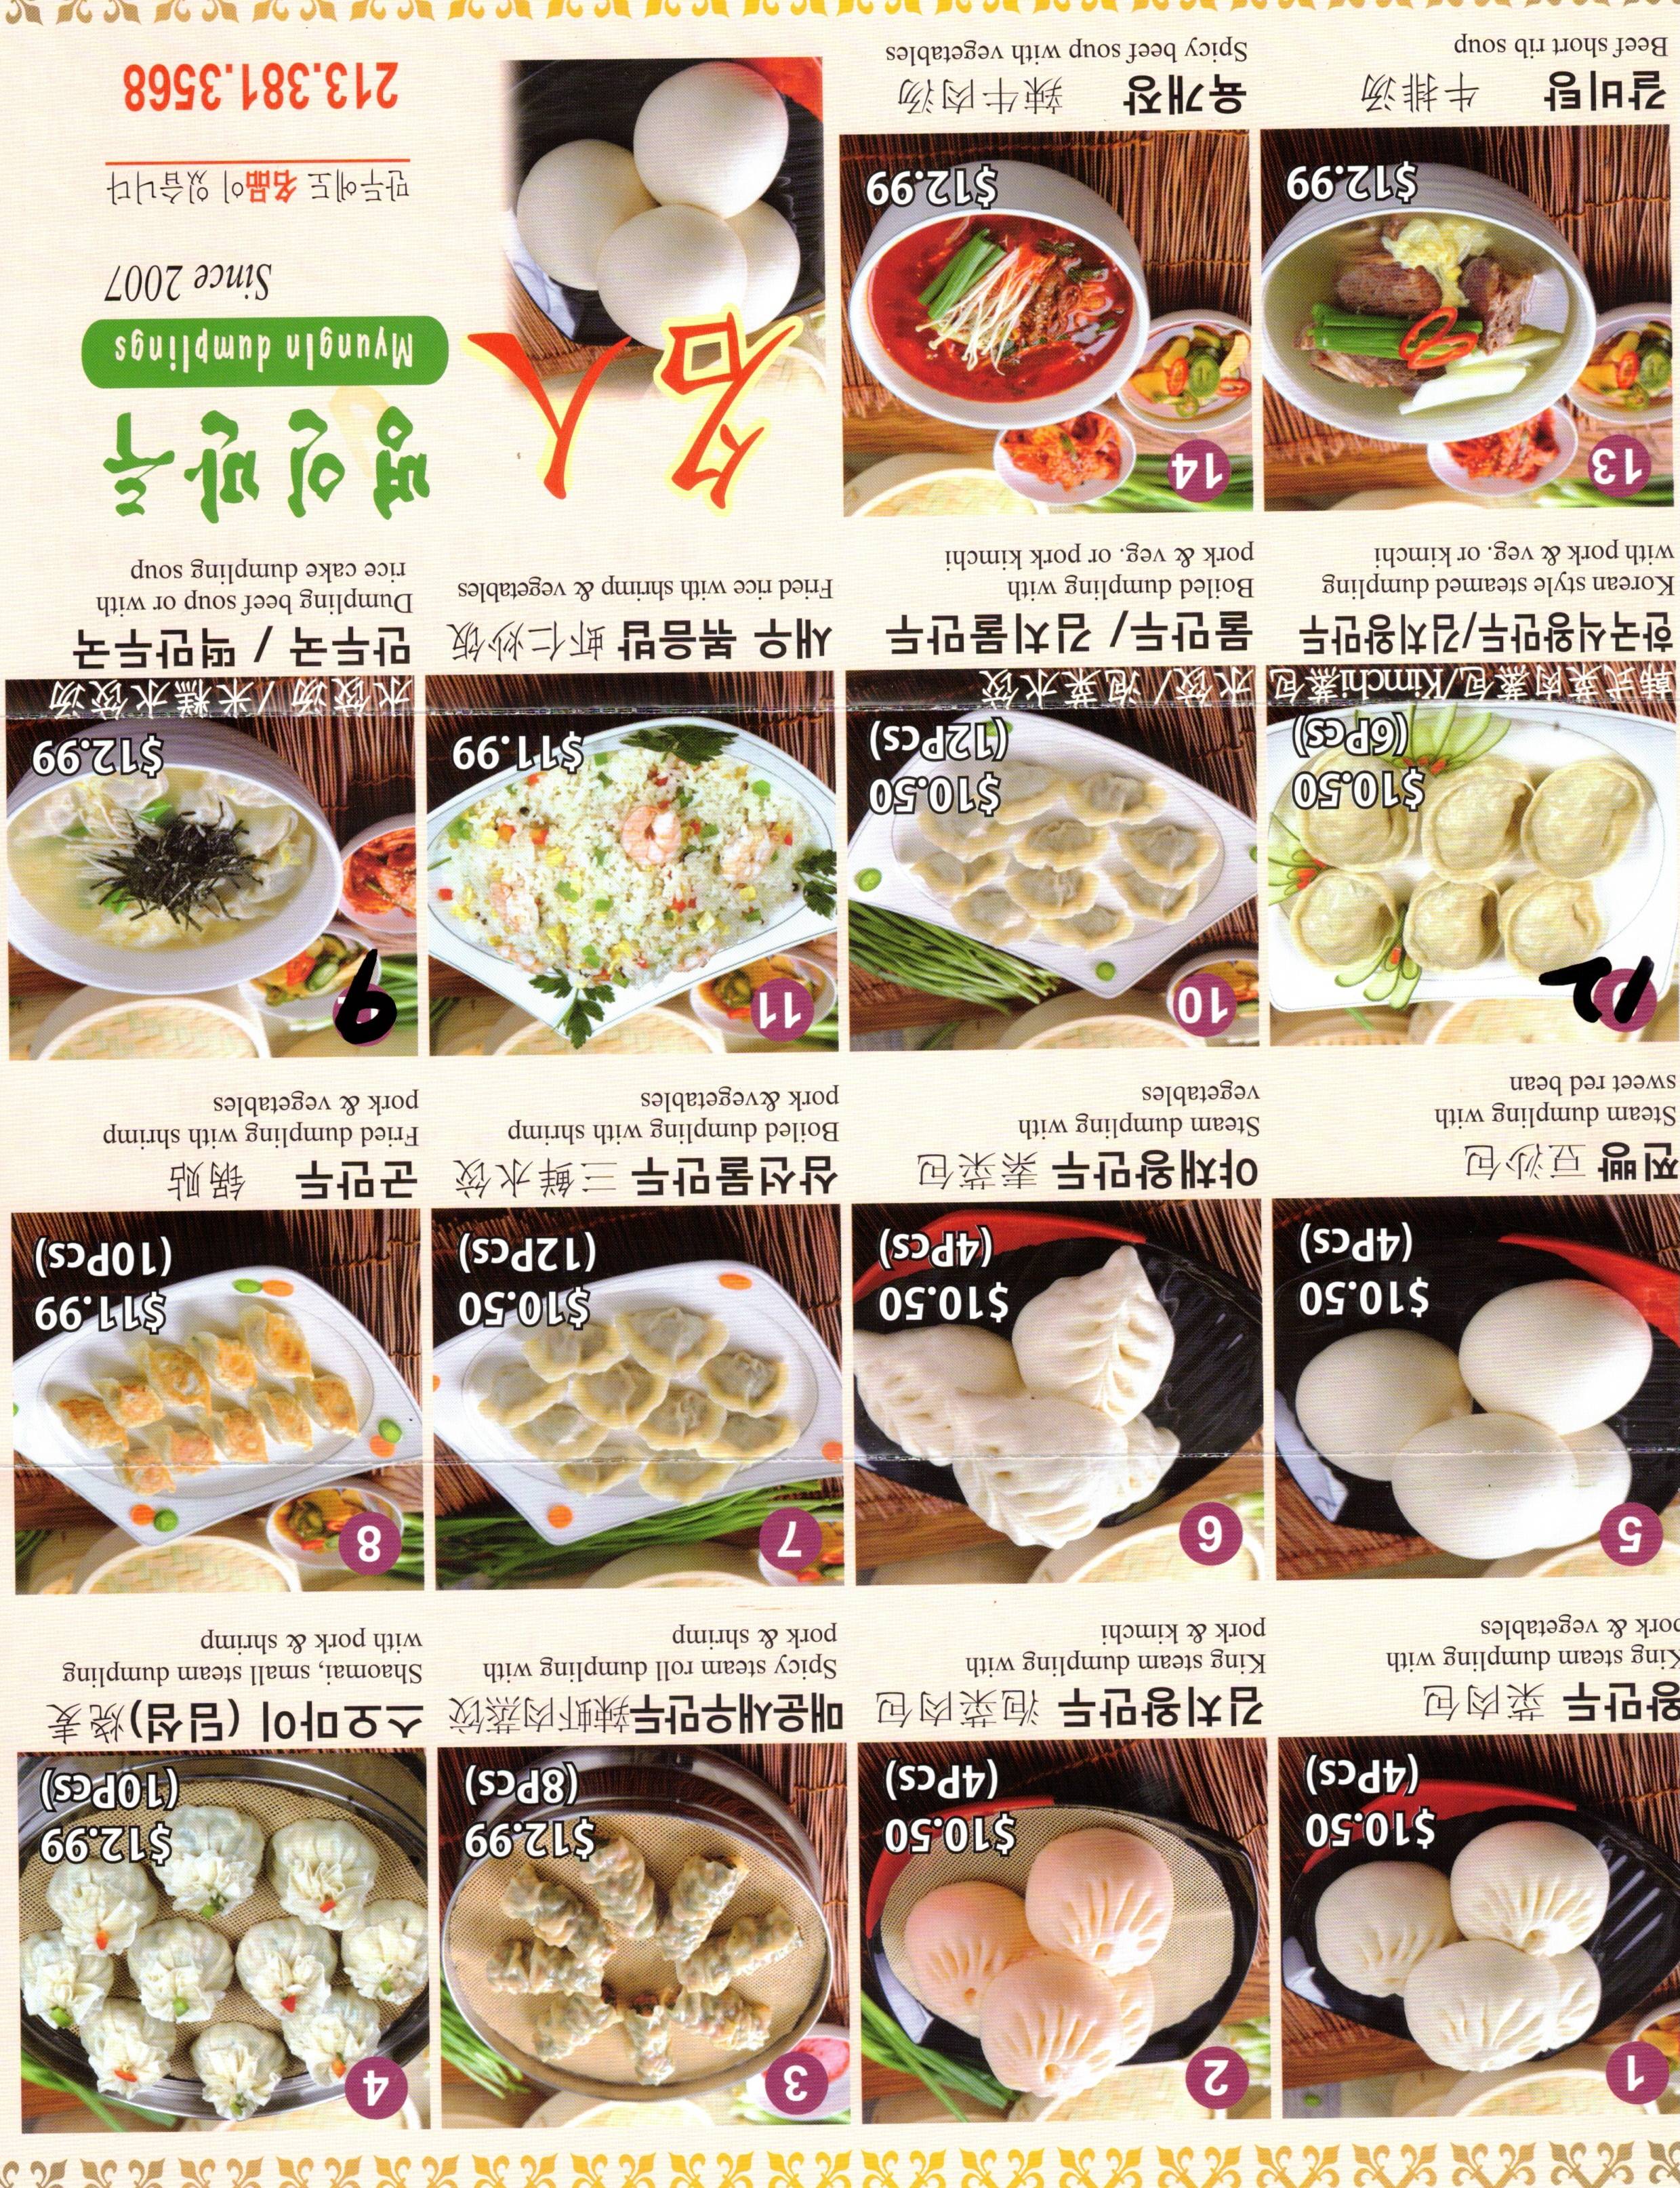 1
$10.50
(4Pcs)
왕만두 菜肉包
King steam dumpling with
pork & vegetables
2
$10.50
(4Pcs)
김치왕만두 泡菜肉包
King steam dumpling with
pork & kimchi
3
$12.99
(8Pcs)
매운새우만두辣虾肉蒸饺
Spicy steam roll dumpling with
pork & shrimp
4
$12.99
(10Pcs)
스오마이 (딤섬)烧麦
Shaomai, small steam dumpling
with pork & shrimp
5
$10.50
(4Pcs)
찐빵 豆沙包
Steam dumpling with
sweet red bean
6
$10.50
(4Pcs)
야채왕만두 素菜包
Steam dumpling with
vegetables
7
$10.50
(12Pcs)
삼선물만두 三鲜水饺
Boiled dumpling with shrimp
pork &vegetables
8
$11.99
(10Pcs)
군만두 锅贴
Fried dumpling with shrimp
pork & vegetables
12
$10.50
(6Pcs)
韩式菜肉蒸包/Kimchi蒸包
한국식왕만두/김치왕만두
Korean style steamed dumpling
with pork & veg. or kimchi
10
$10.50
(12Pcs)
水饺/ 泡菜水饺
물만두/ 김치물만두
Boiled dumpling with
pork & veg. or pork kimchi
11
$11.99
새우 볶음밥 虾仁炒饭
Fried rice with shrimp & vegetables
9
$12.99
水饺汤 /米糕水饺汤
만두국 / 떡만두국
Dumpling beef soup or with
rice cake dumpling soup
13
$12.99
갈비탕 牛排汤
Beef short rib soup
14
$12.99
육개장 辣牛肉汤
Spicy beef soup with vegetables
名人
명인만두
MyungIn dumplings
Since 2007
만두에도 名品이 있습니다
213.381.3568